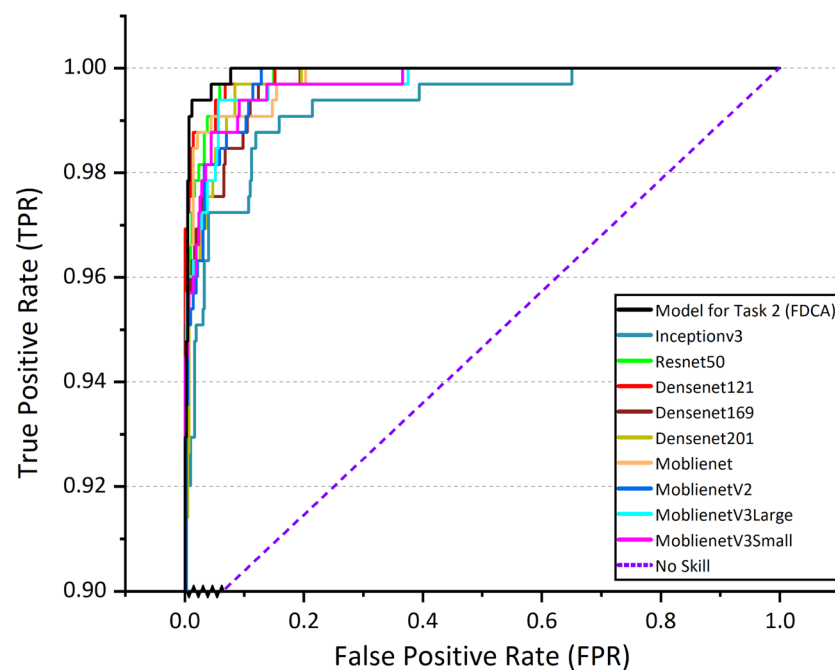 1.00
0.98
0.96
0.94
0.92
0.90
True Positive Rate (TPR)
0.0
0.2
0.4
0.6
0.8
1.0
False Positive Rate (FPR)
Model for Task 2 (FDCA)
Inceptionv3
Resnet50
Densenet121
Densenet169
Densenet201
Moblienet
MoblienetV2
MoblienetV3Large
MoblienetV3Small
No Skill